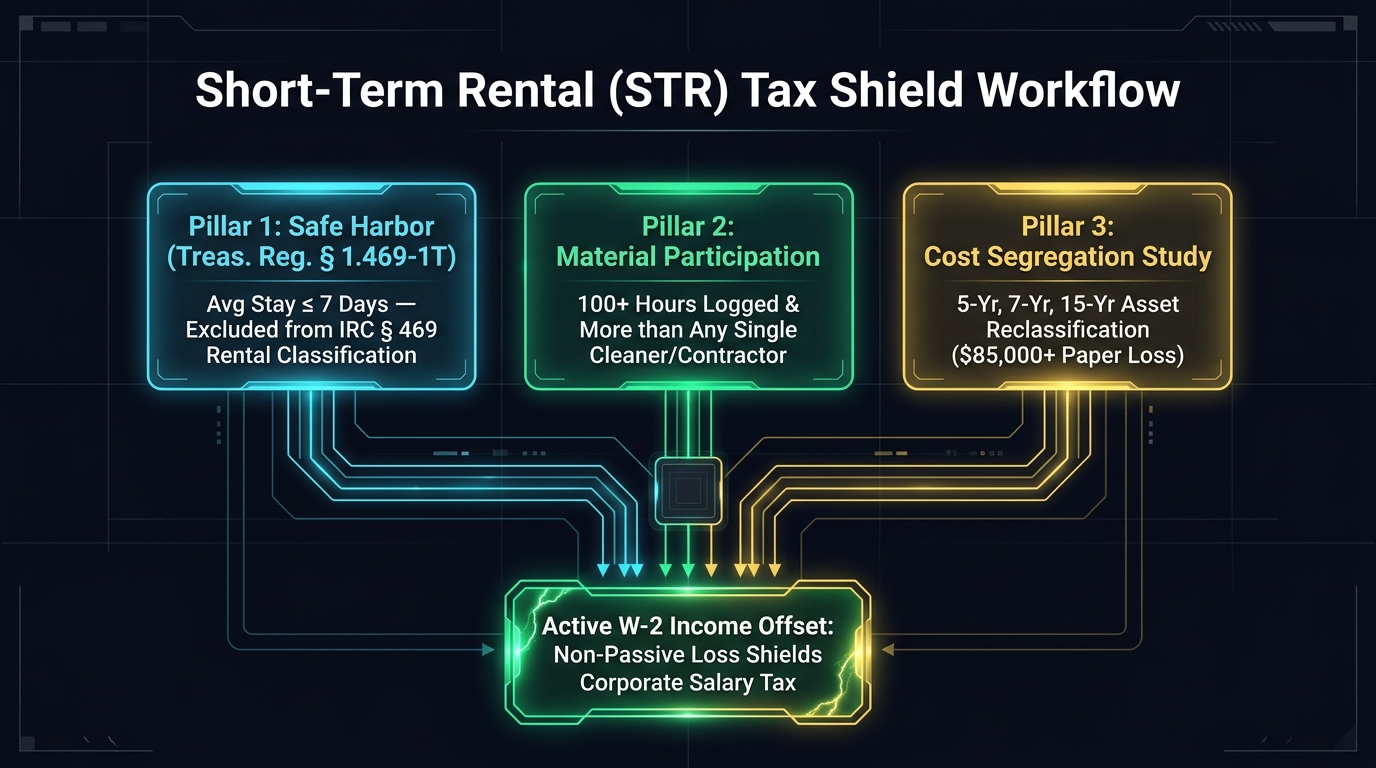 Short-Term Rental (STR) Tax Shield Workflow
Pillar 1: Safe Harbor
(Treas. Reg. § 1.469-1T)
Avg Stay ≤ 7 Days —
Excluded from IRC § 469
Rental Classification
Pillar 2:
Material Participation
100+ Hours Logged &
More than Any Single
Cleaner/Contractor
Pillar 3:
Cost Segregation Study
5-Yr, 7-Yr, 15-Yr Asset
Reclassification
($85,000+ Paper Loss)
Active W-2 Income Offset:
Non-Passive Loss Shields
Corporate Salary Tax